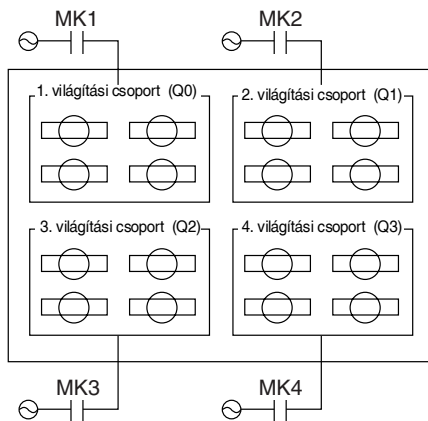 MK1 MK2
1. világítási csoport (Q0) 2. világítási csoport (Q1)
3. világítási csoport (Q2) 4. világítási csoport (Q3)
MK3 MK4